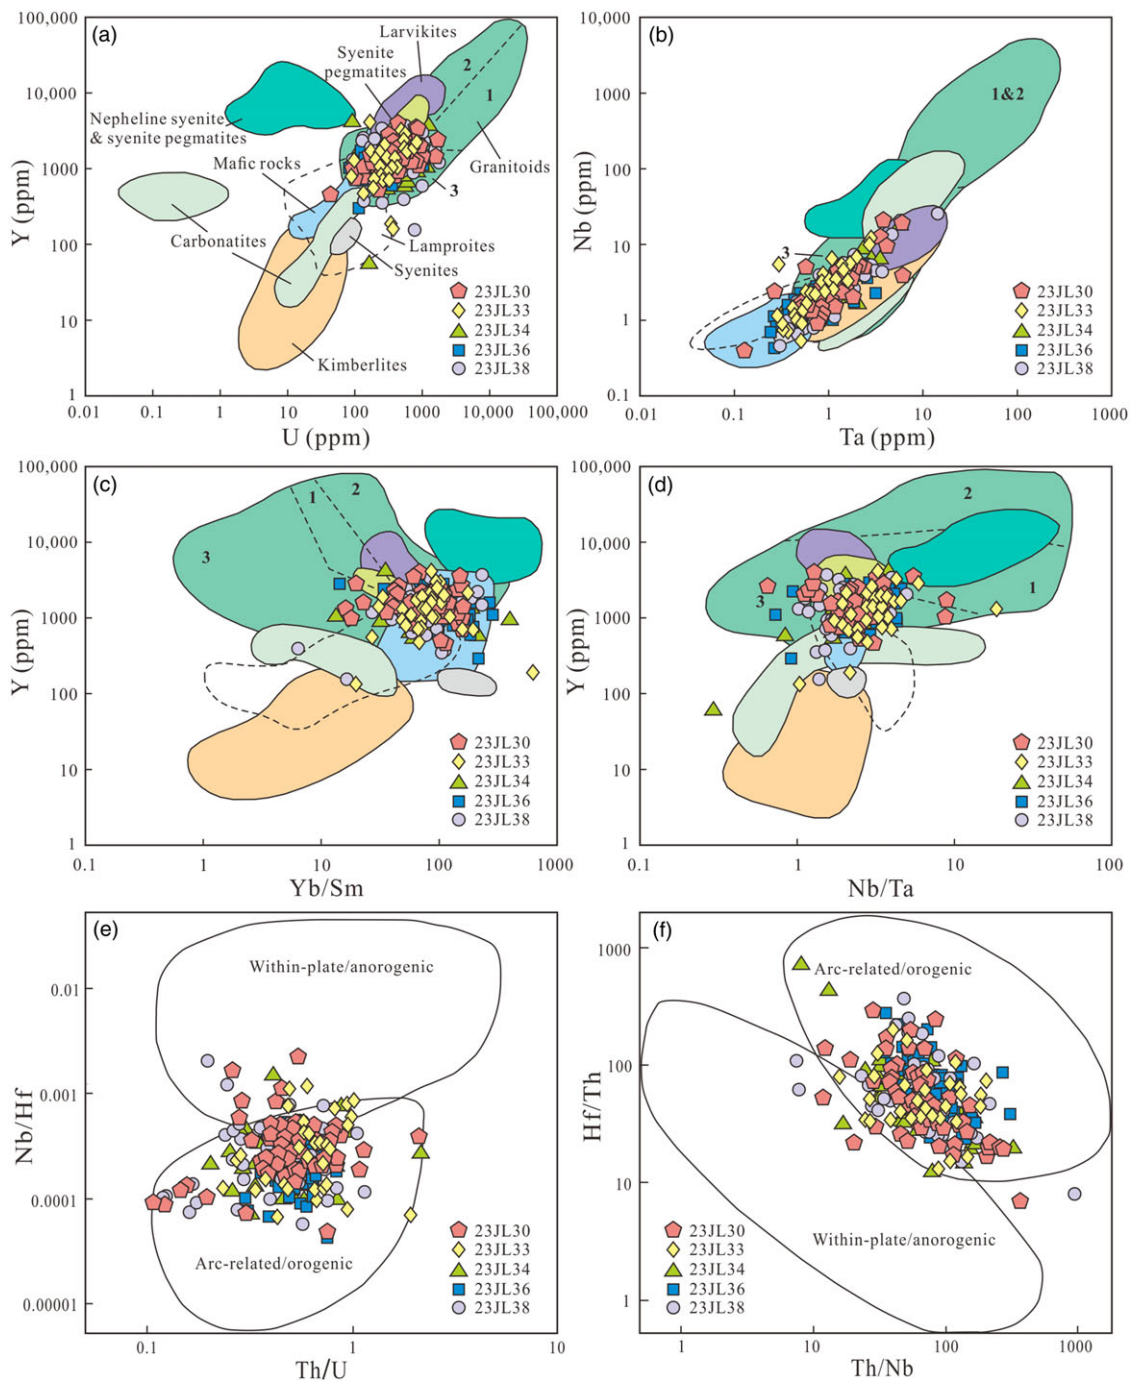 (a)
100,000
10,000
1000
100
10
1
Y (ppm)
0.01
0.1
1
10
100
1000
10,000
100,000
U (ppm)
Larvikites
Syenite
pegmatites
2
1
Nepheline syenite
& syenite pegmatites
Mafic rocks
Granitoids
3
Carbonatites
Lamproites
Syenites
Kimberlites
23JL30
23JL33
23JL34
23JL36
23JL38
(b)
1000
100
10
1
0.1
Nb (ppm)
0.1
0.1
1
10
100
1000
Ta (ppm)
1&2
3
23JL30
23JL33
23JL34
23JL36
23JL38
(c)
100,000
10,000
1000
100
10
1
Y (ppm)
0.1
1
10
100
1000
Yb/Sm
1
2
3
23JL30
23JL33
23JL34
23JL36
23JL38
(d)
100,000
10,000
1000
100
10
1
Y (ppm)
0.1
1
10
100
Nb/Ta
2
3
1
23JL30
23JL33
23JL34
23JL36
23JL38
(e)
0.01
0.001
0.0001
0.00001
Nb/Hf
0.1
1
10
Th/U
Within-plate/anorogenic
Arc-related/orogenic
23JL30
23JL33
23JL34
23JL36
23JL38
(f)
1000
100
10
1
Hf/Th
1
10
100
1000
Th/Nb
Arc-related/orogenic
Within-plate/anorogenic
23JL30
23JL33
23JL34
23JL36
23JL38